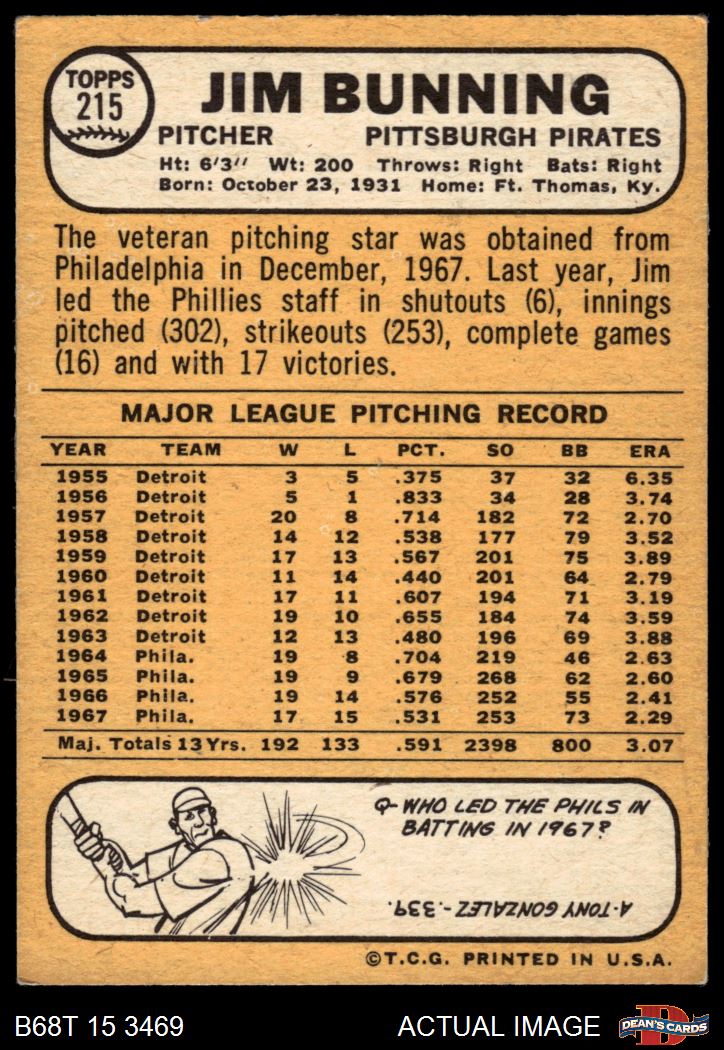 TOPPS
215
JIM BUNNING
PITCHER PITTSBURGH PIRATES
Ht: 6'3" Wt: 200 Throws: Right Bats: Right
Born: October 23, 1931 Home: Ft. Thomas, Ky.
The veteran pitching star was obtained from
Philadelphia in December, 1967. Last year, Jim
led the Phillies staff in shutouts (6), innings
pitched (302), strikeouts (253), complete games
(16) and with 17 victories.
MAJOR LEAGUE PITCHING RECORD
YEAR TEAM W L PCT. SO BB ERA
1955 Detroit 3 5 .375 37 32 6.35
1956 Detroit 5 1 .833 34 28 3.74
1957 Detroit 20 8 .714 182 72 2.70
1958 Detroit 14 12 .538 177 79 3.52
1959 Detroit 17 13 .567 201 75 3.89
1960 Detroit 11 14 .440 201 64 2.79
1961 Detroit 17 11 .607 194 71 3.19
1962 Detroit 19 10 .655 184 74 3.59
1963 Detroit 12 13 .480 196 69 3.88
1964 Phila. 19 8 .704 219 46 2.63
1965 Phila. 19 9 .679 268 62 2.60
1966 Phila. 19 14 .576 252 55 2.41
1967 Phila. 17 15 .531 253 73 2.29
Maj. Totals 13 Yrs. 192 133 .591 2398 800 3.07
Q-WHO LED THE PHILS IN
BATTING IN 1967?
A-TONY GONZALEZ-.339.
©T.C.G. PRINTED IN U.S.A.
B68T 15 3469 ACTUAL IMAGE
DEAN'S CARDS